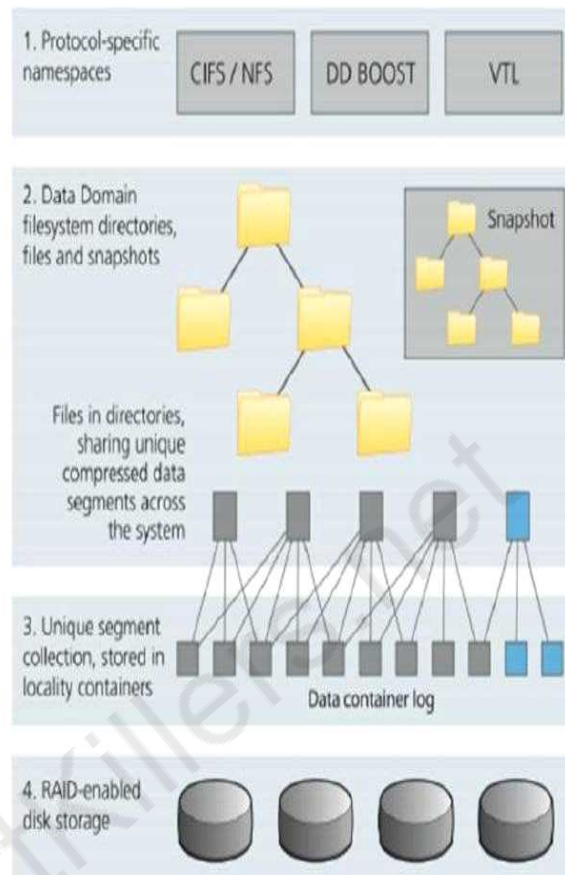 1. Protocol-specific
namespaces
CIFS / NFS
DD BOOST
VTL
2. Data Domain
filesystem directories,
files and snapshots
Snapshot
Files in directories,
sharing unique
compressed data
segments across
the system
3. Unique segment
collection, stored in
locality containers
Data container log
4. RAID-enabled
disk storage
tKillers.net